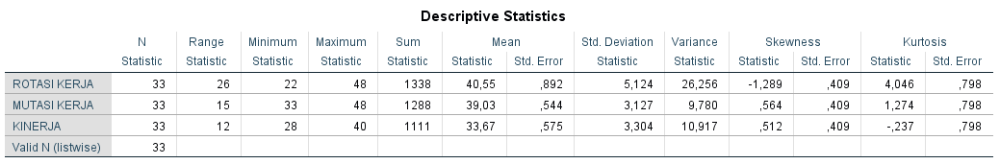 Descriptive Statistics
N Range Minimum Maximum Sum Mean Std. Deviation Variance Skewness Kurtosis
Statistic Statistic Statistic Statistic Statistic Statistic Std. Error Statistic Statistic Statistic Std. Error Statistic Std. Error
ROTASI KERJA 33 26 22 48 1338 40,55 ,892 5,124 26,256 -1,289 ,409 4,046 ,798
MUTASI KERJA 33 15 33 48 1288 39,03 ,544 3,127 9,780 ,564 ,409 1,274 ,798
KINERJA 33 12 28 40 1111 33,67 ,575 3,304 10,917 ,512 ,409 -,237 ,798
Valid N (listwise) 33